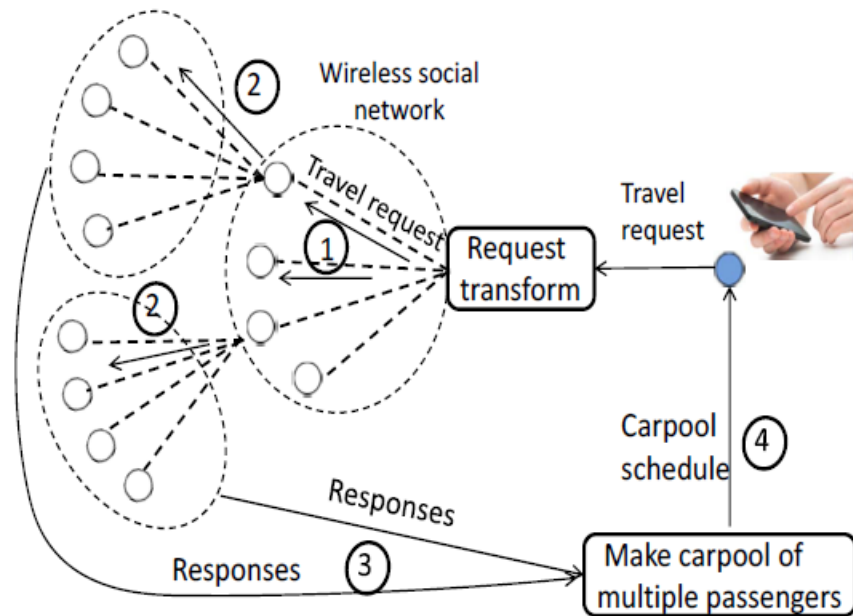 2
Wireless social
network
Travel request
1
Travel
request
Request
transform
2
Carpool
schedule
4
Responses
Responses
3
Make carpool of
multiple passengers